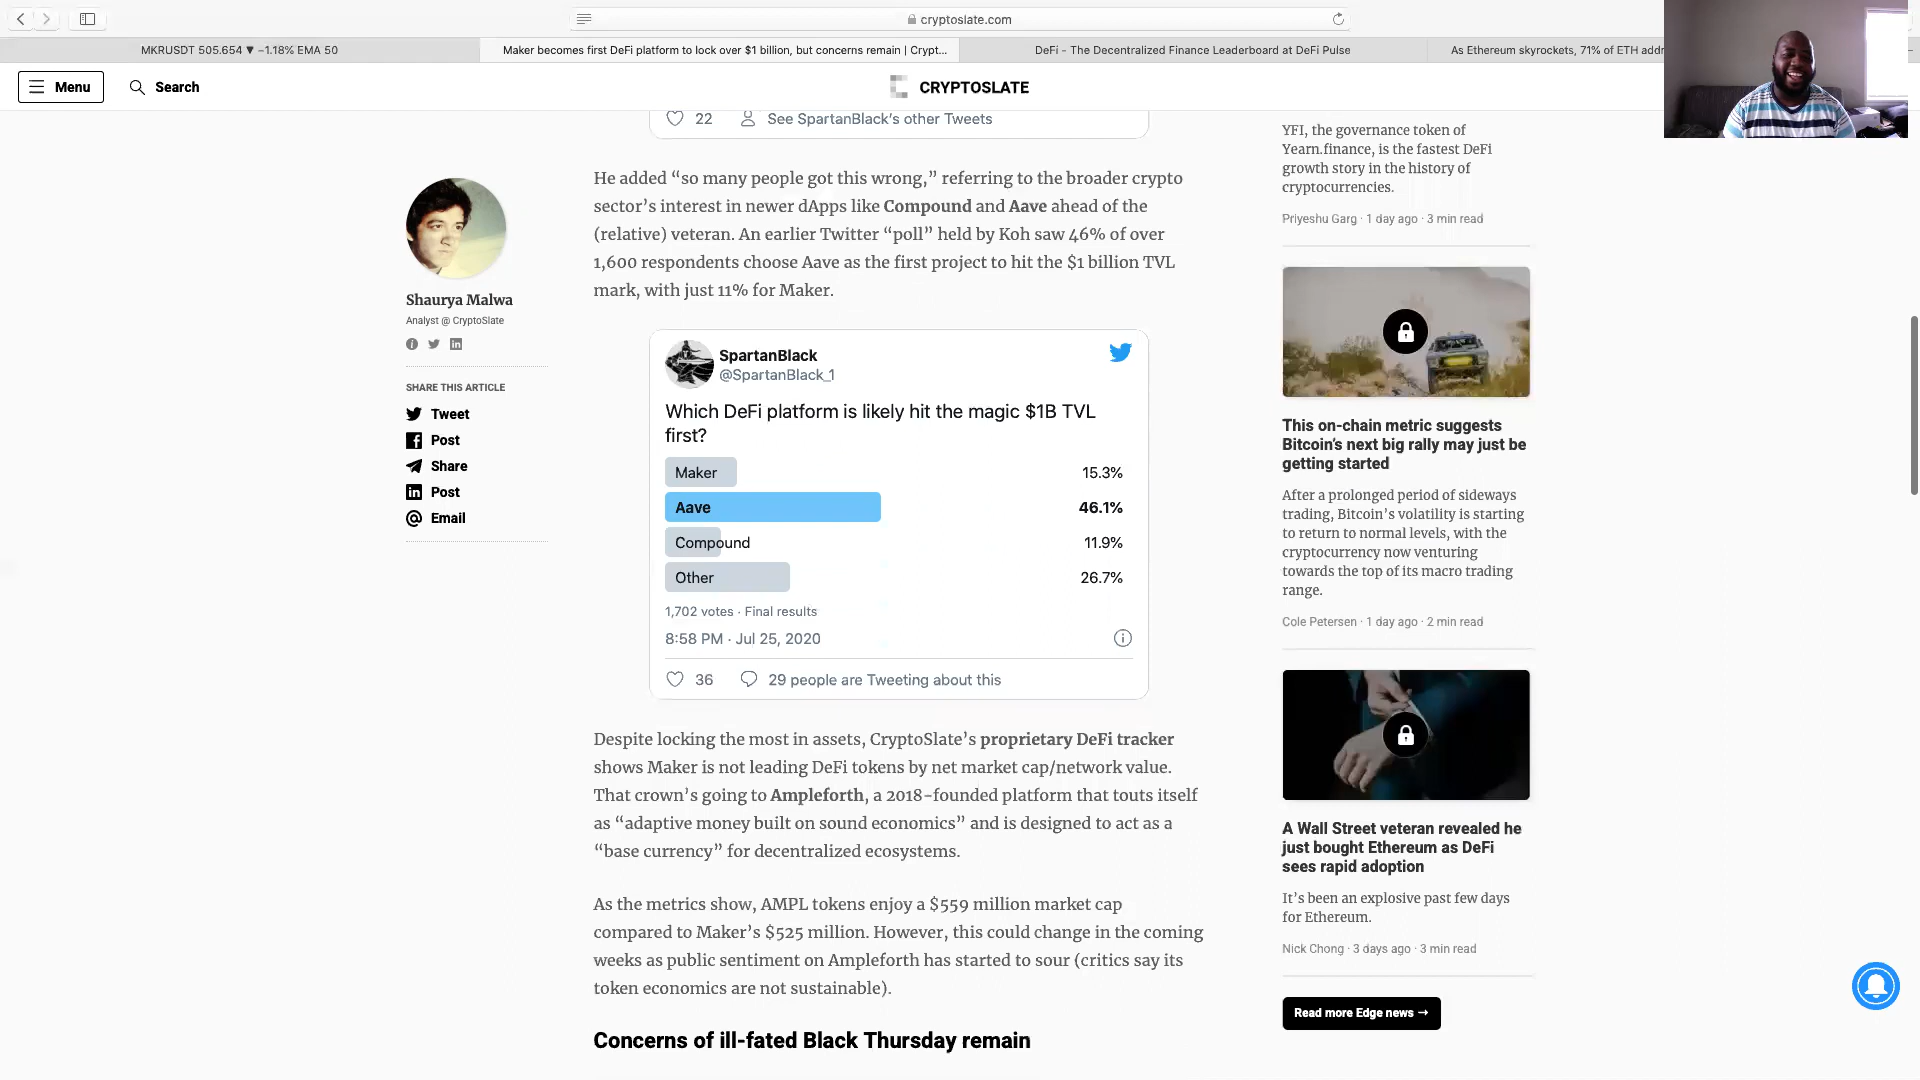 cryptoslate.com
MKRUSDT 505.654 ▼ −1.18% EMA 50
Maker becomes first DeFi platform to lock over $1 billion, but concerns remain | Crypt...
DeFi - The Decentralized Finance Leaderboard at DeFi Pulse
As Ethereum skyrockets, 71% of ETH addr
Menu
Search
CRYPTOSLATE
22 See SpartanBlack's other Tweets
He added “so many people got this wrong,” referring to the broader crypto
sector’s interest in newer dApps like Compound and Aave ahead of the
(relative) veteran. An earlier Twitter “poll” held by Koh saw 46% of over
1,600 respondents choose Aave as the first project to hit the $1 billion TVL
mark, with just 11% for Maker.
Shaurya Malwa
Analyst @ CryptoSlate
SHARE THIS ARTICLE
Tweet
Post
Share
Post
Email
SpartanBlack
@SpartanBlack_1
Which DeFi platform is likely hit the magic $1B TVL
first?
Maker 15.3%
Aave 46.1%
Compound 11.9%
Other 26.7%
1,702 votes · Final results
8:58 PM · Jul 25, 2020
36 29 people are Tweeting about this
Despite locking the most in assets, CryptoSlate’s proprietary DeFi tracker
shows Maker is not leading DeFi tokens by net market cap/network value.
That crown’s going to Ampleforth, a 2018-founded platform that touts itself
as “adaptive money built on sound economics” and is designed to act as a
“base currency” for decentralized ecosystems.
As the metrics show, AMPL tokens enjoy a $559 million market cap
compared to Maker’s $525 million. However, this could change in the coming
weeks as public sentiment on Ampleforth has started to sour (critics say its
token economics are not sustainable).
Concerns of ill-fated Black Thursday remain
YFI, the governance token of
Yearn.finance, is the fastest DeFi
growth story in the history of
cryptocurrencies.
Priyeshu Garg · 1 day ago · 3 min read
This on-chain metric suggests
Bitcoin’s next big rally may just be
getting started
After a prolonged period of sideways
trading, Bitcoin’s volatility is starting
to return to normal levels, with the
cryptocurrency now venturing
towards the top of its macro trading
range.
Cole Petersen · 1 day ago · 2 min read
A Wall Street veteran revealed he
just bought Ethereum as DeFi
sees rapid adoption
It’s been an explosive past few days
for Ethereum.
Nick Chong · 3 days ago · 3 min read
Read more Edge news →